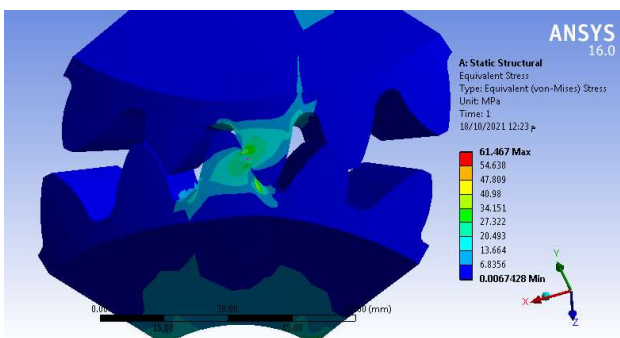 ANSYS
16.0
A: Static Structural
Equivalent Stress
Type: Equivalent (von-Mises) Stress
Unit: MPa
Time: 1
18/10/2021 12:23 م
61.467 Max
54.638
47.809
40.98
34.151
27.322
20.493
13.664
6.8356
0.0067428 Min
30.00 (mm)
15.00 45.00
Y
X
Z